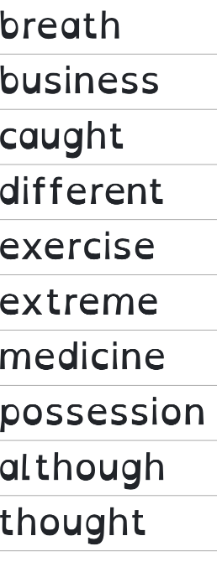 breath
business
caught
different
exercise
extreme
medicine
possession
although
thought